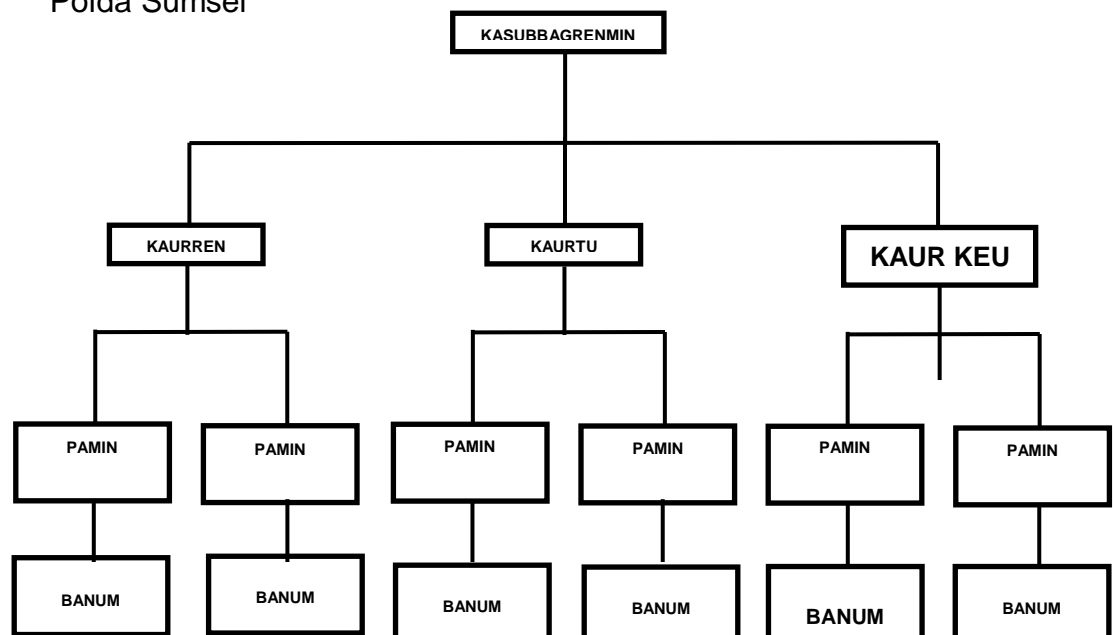 Polda Sumsel
KASUBBAGRENMIN
KAURREN
KAURTU
KAUR KEU
PAMIN
PAMIN
PAMIN
PAMIN
PAMIN
PAMIN
BANUM
BANUM
BANUM
BANUM
BANUM
BANUM